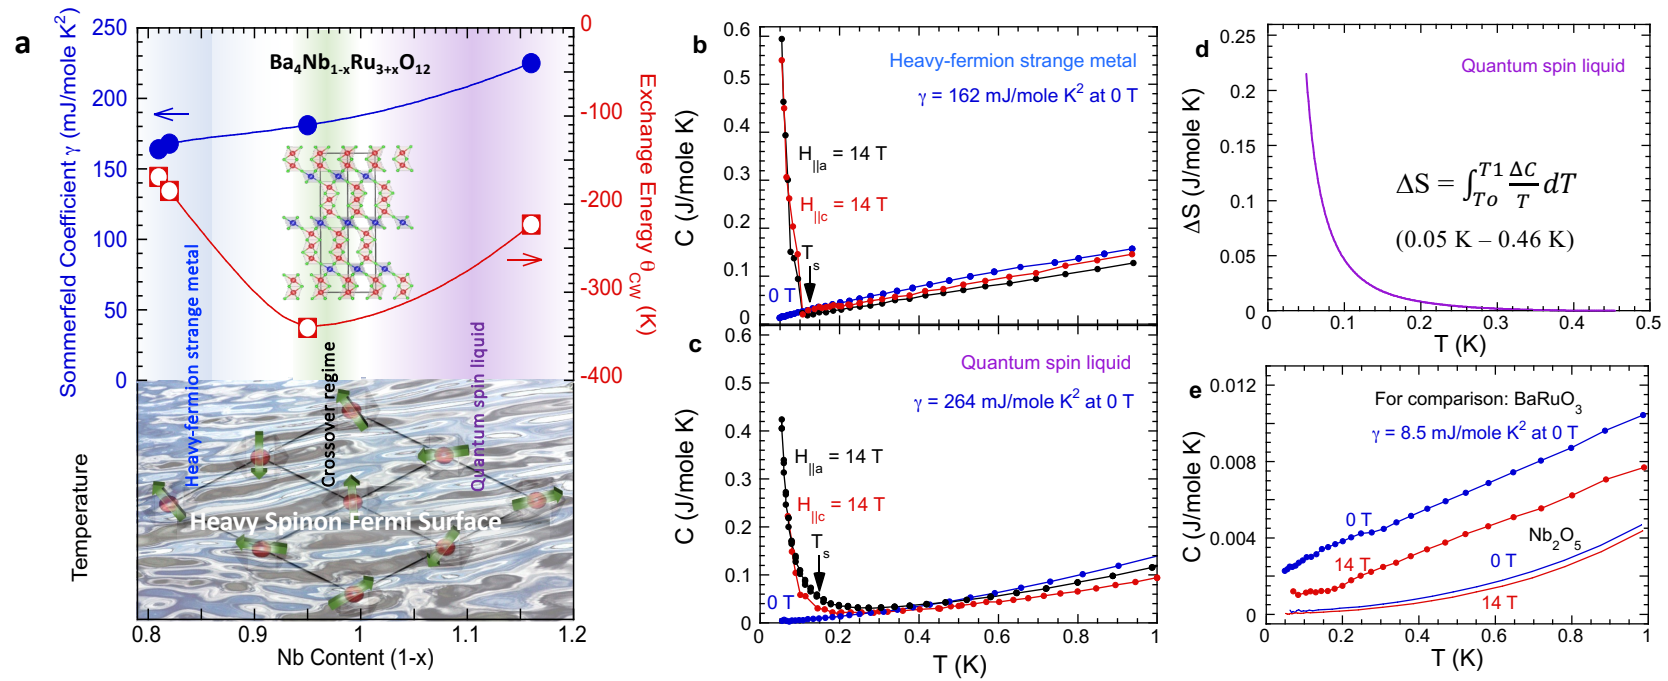 a
Ba4Nb1-xRu3+xO12
Sommerfeld Coefficient γ (mJ/mole K2)
250
200
150
100
50
0
Exchange Energy θCW (K)
0
-100
-200
-300
-400
Heavy-fermion strange metal
Crossover regime
Quantum spin liquid
Temperature
Heavy Spinon Fermi Surface
0.8
0.9
1
1.1
1.2
Nb Content (1-x)
b
Heavy-fermion strange metal
γ = 162 mJ/mole K2 at 0 T
C (J/mole K)
0.6
0.5
0.4
0.3
0.2
0.1
0
H||a = 14 T
H||c = 14 T
Ts
0 T
c
Quantum spin liquid
γ = 264 mJ/mole K2 at 0 T
C (J/mole K)
0.6
0.5
0.4
0.3
0.2
0.1
0
H||a = 14 T
H||c = 14 T
Ts
0 T
0
0.2
0.4
0.6
0.8
1
T (K)
d
Quantum spin liquid
ΔS (J/mole K)
0.25
0.2
0.15
0.1
0.05
0
ΔS = ∫ToT1 ΔC/T dT
(0.05 K – 0.46 K)
0
0.1
0.2
0.3
0.4
0.5
T (K)
e
For comparison: BaRuO3
γ = 8.5 mJ/mole K2 at 0 T
C (J/mole K)
0.012
0.008
0.004
0
0 T
14 T
Nb2O5
0 T
14 T
0
0.2
0.4
0.6
0.8
1
T (K)